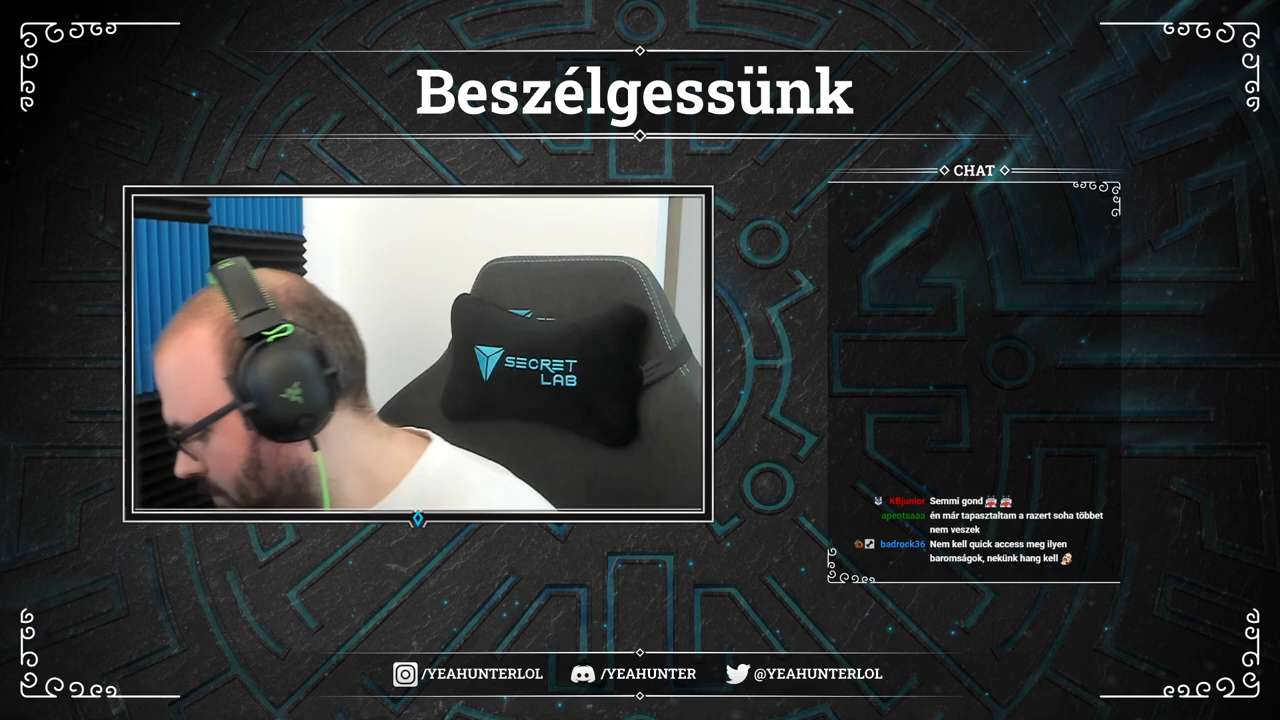 Beszélgessünk
CHAT
SECRET
LAB
KBjunior Semmi gond
apentaaaa én már tapasztaltam a razert soha többet
nem veszek
badrock36 Nem kell quick access meg ilyen
baromságok, nekünk hang kell
/YEAHUNTERLOL /YEAHUNTER @YEAHUNTERLOL